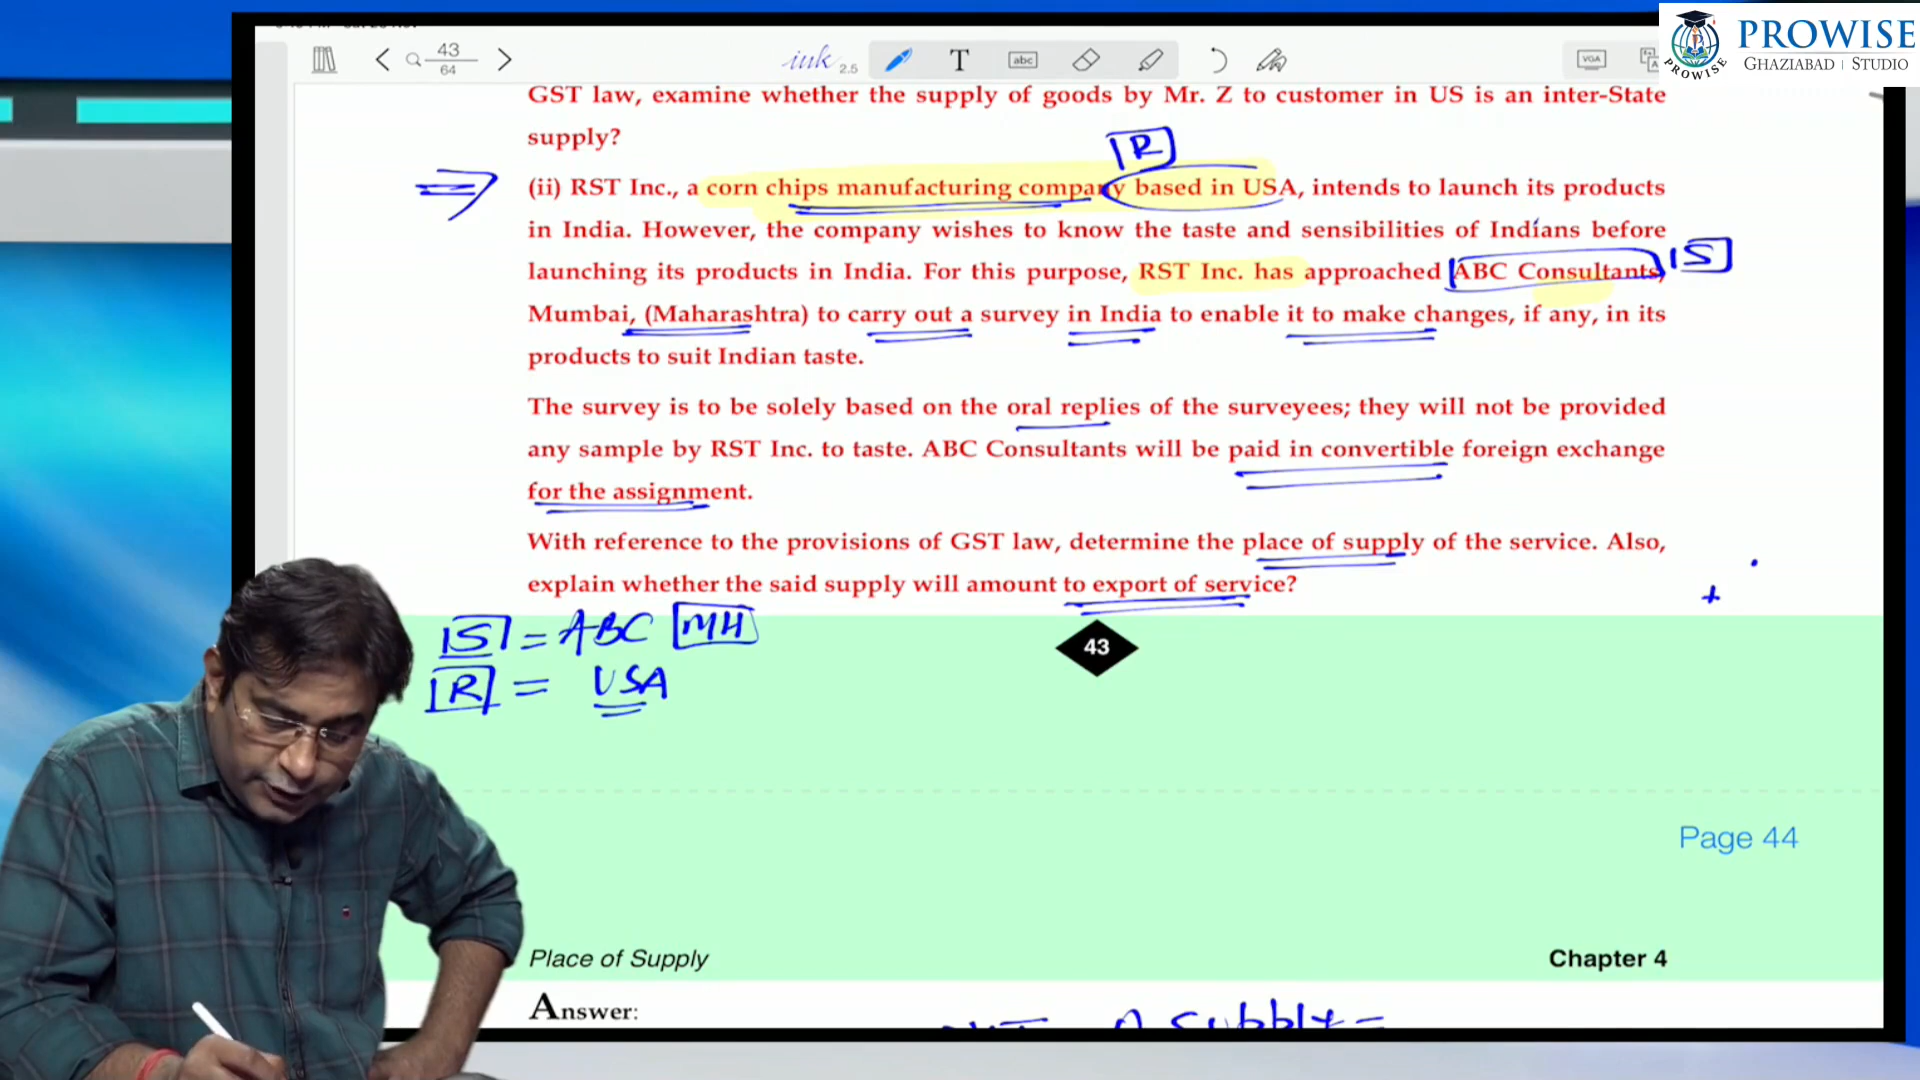 PROWISE
GHAZIABAD | STUDIO
PROWISE
43
64
ink 2.5
T
abc
VGA
GST law, examine whether the supply of goods by Mr. Z to customer in US is an inter-State
supply?
R
(ii) RST Inc., a corn chips manufacturing company based in USA, intends to launch its products
in India. However, the company wishes to know the taste and sensibilities of Indians before
launching its products in India. For this purpose, RST Inc. has approached ABC Consultants,
S
Mumbai, (Maharashtra) to carry out a survey in India to enable it to make changes, if any, in its
products to suit Indian taste.
The survey is to be solely based on the oral replies of the surveyees; they will not be provided
any sample by RST Inc. to taste. ABC Consultants will be paid in convertible foreign exchange
for the assignment.
With reference to the provisions of GST law, determine the place of supply of the service. Also,
explain whether the said supply will amount to export of service?
S = ABC MH
43
R = USA
Page 44
Place of Supply
Chapter 4
Answer: